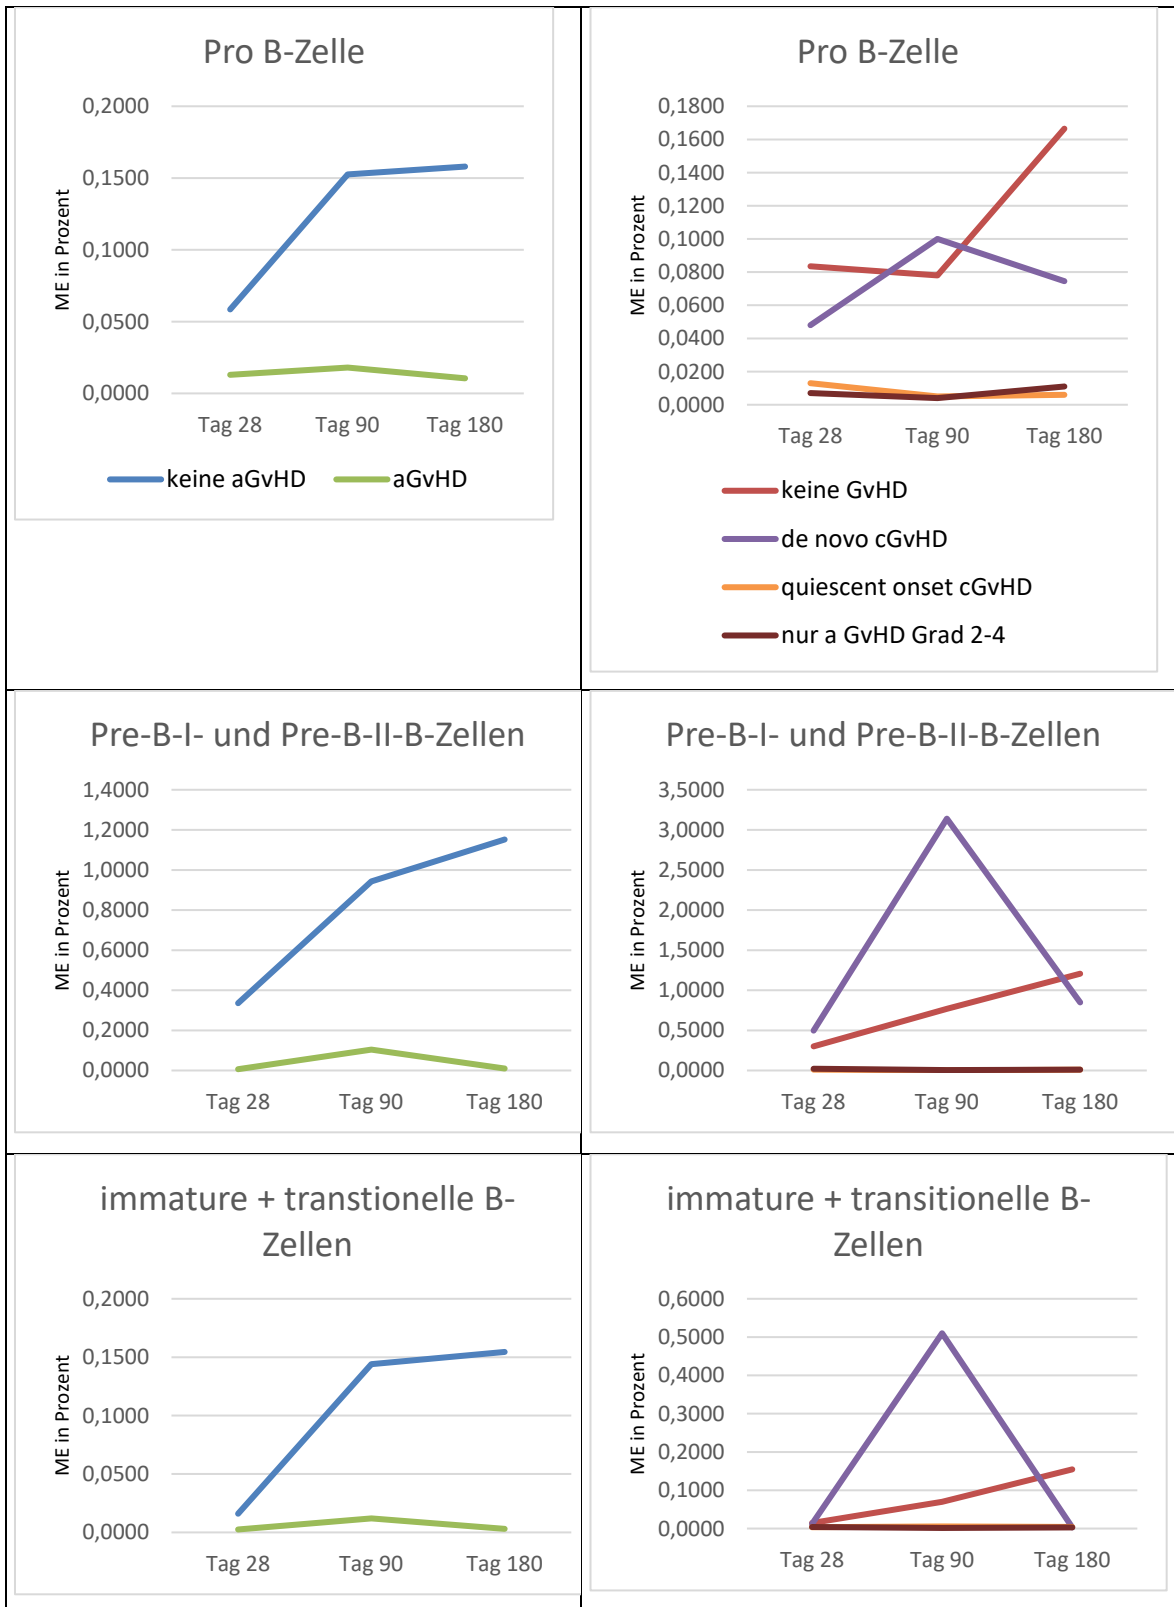 Pro B-Zelle
0,2000
0,1500
0,1000
0,0500
0,0000
ME in Prozent
Tag 28 Tag 90 Tag 180
keine aGvHD aGvHD
Pro B-Zelle
0,1800
0,1600
0,1400
0,1200
0,1000
0,0800
0,0600
0,0400
0,0200
0,0000
ME in Prozent
Tag 28 Tag 90 Tag 180
keine GvHD
de novo cGvHD
quiescent onset cGvHD
nur a GvHD Grad 2-4
Pre-B-I- und Pre-B-II-B-Zellen
1,4000
1,2000
1,0000
0,8000
0,6000
0,4000
0,2000
0,0000
ME in Prozent
Tag 28 Tag 90 Tag 180
Pre-B-I- und Pre-B-II-B-Zellen
3,5000
3,0000
2,5000
2,0000
1,5000
1,0000
0,5000
0,0000
ME in Prozent
Tag 28 Tag 90 Tag 180
immature + transtionelle B-
Zellen
0,2000
0,1500
0,1000
0,0500
0,0000
ME in Prozent
Tag 28 Tag 90 Tag 180
immature + transitionelle B-
Zellen
0,6000
0,5000
0,4000
0,3000
0,2000
0,1000
0,0000
ME in Prozent
Tag 28 Tag 90 Tag 180